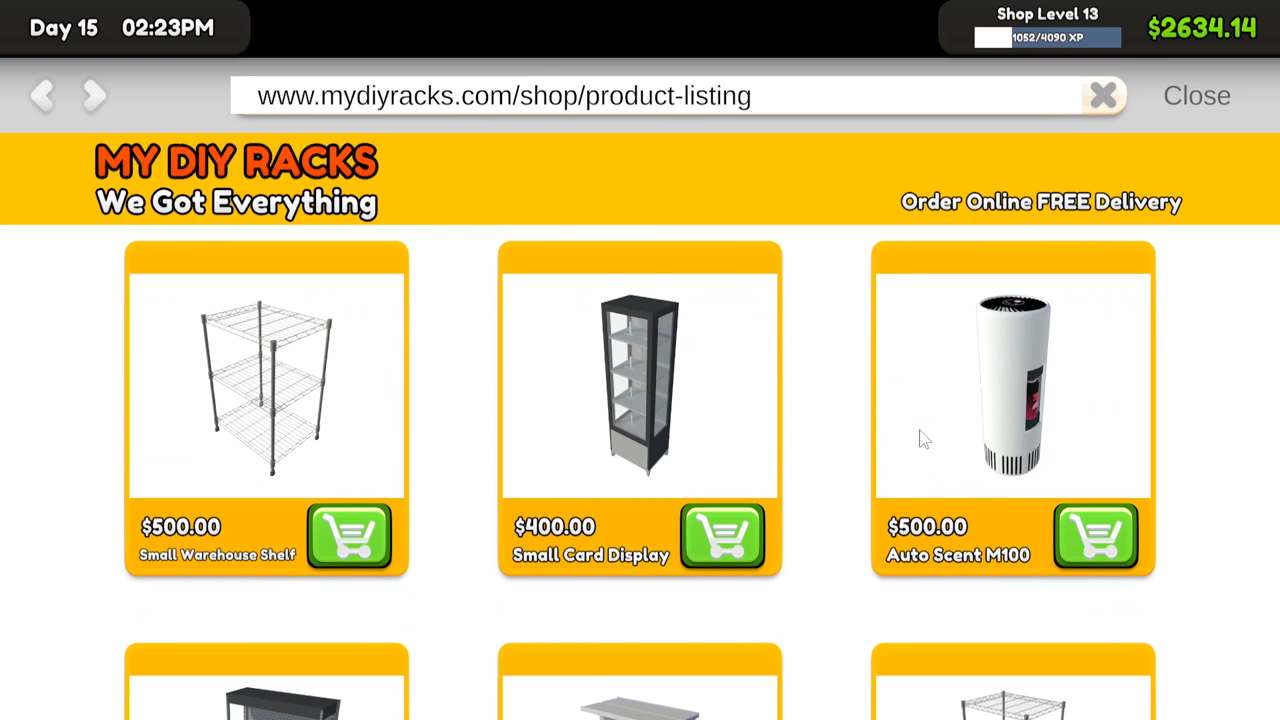 Day 15 02:23PM
Shop Level 13
1052/4090 XP
$2634.14
www.mydiyracks.com/shop/product-listing
Close
MY DIY RACKS
We Got Everything
Order Online FREE Delivery
$500.00
Small Warehouse Shelf
$400.00
Small Card Display
$500.00
Auto Scent M100